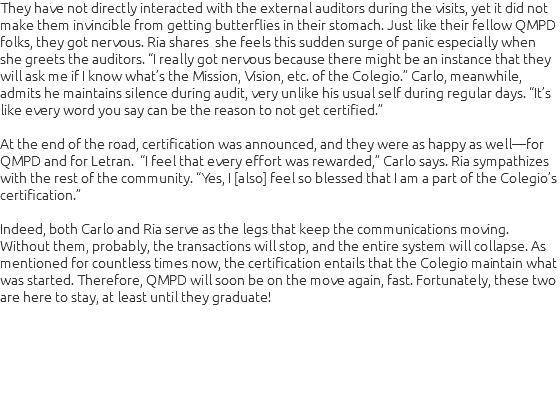 They have not directly interacted with the external auditors during the visits, yet it did not
make them invincible from getting butterflies in their stomach. Just like their fellow QMPD
folks, they got nervous. Ria shares  she feels this sudden surge of panic especially when
she greets the auditors. “I really got nervous because there might be an instance that they
will ask me if I know what’s the Mission, Vision, etc. of the Colegio.” Carlo, meanwhile,
admits he maintains silence during audit, very unlike his usual self during regular days. “It’s
like every word you say can be the reason to not get certified.”

At the end of the road, certification was announced, and they were as happy as well—for
QMPD and for Letran.  “I feel that every effort was rewarded,” Carlo says. Ria sympathizes
with the rest of the community. “Yes, I [also] feel so blessed that I am a part of the Colegio’s
certification.”

Indeed, both Carlo and Ria serve as the legs that keep the communications moving.
Without them, probably, the transactions will stop, and the entire system will collapse. As
mentioned for countless times now, the certification entails that the Colegio maintain what
was started. Therefore, QMPD will soon be on the move again, fast. Fortunately, these two
are here to stay, at least until they graduate!